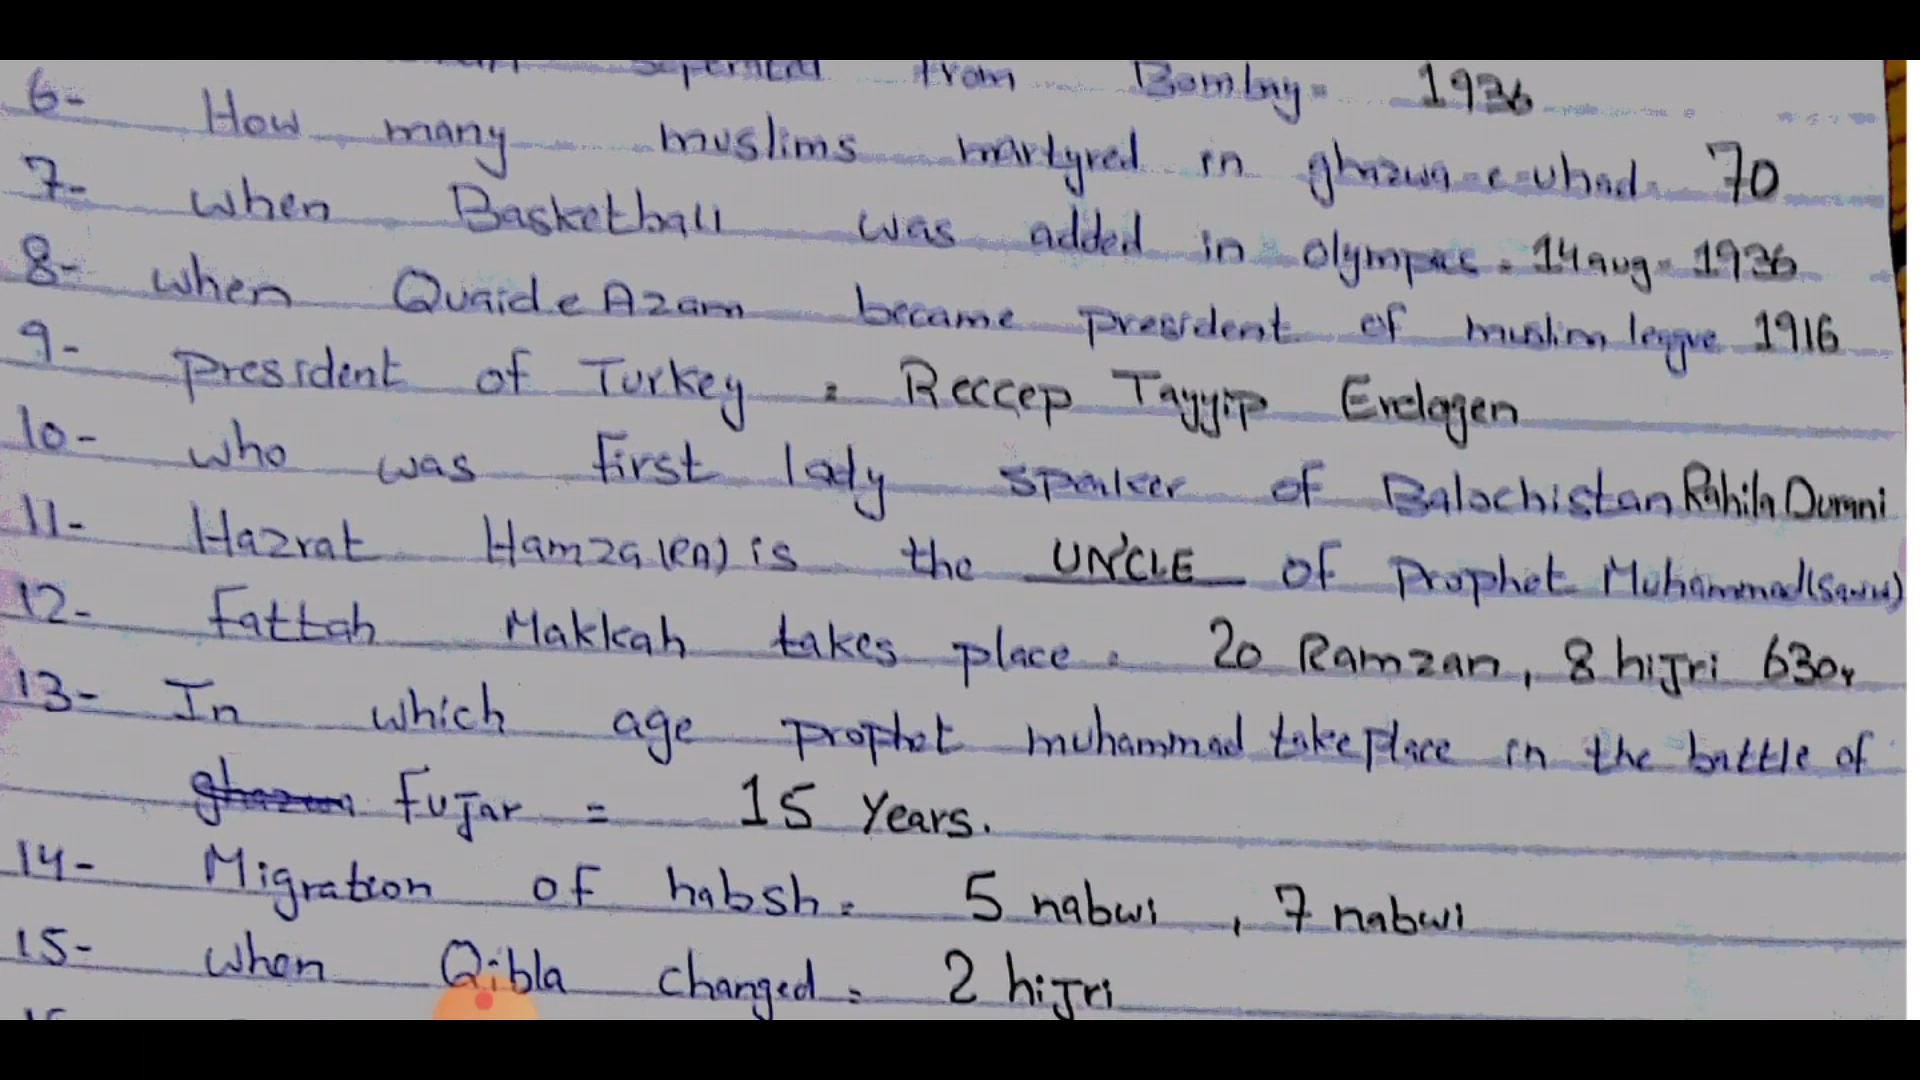 from Bombay = 1936
6- How many muslims martyred in ghazwa-e-uhad. 70
7- when Basketball was added in olympics. 14 aug. 1936
8- when Quaid e Azam became president of muslim league 1916
9- president of Turkey = Reccep Tayyip Erdogen
10- who was first lady speaker of Balochistan Rahila Durrani
11- Hazrat Hamza (RA) is the UNCLE of Prophet Muhammad (saww)
12- Fattah Makkah takes place. 20 Ramzan, 8 hijri 630
13- In which age prophet muhammad take place in the battle of
Fujar = 15 Years.
14- Migration of habsh = 5 nabwi, 7 nabwi
15- when Qibla changed = 2 hijri